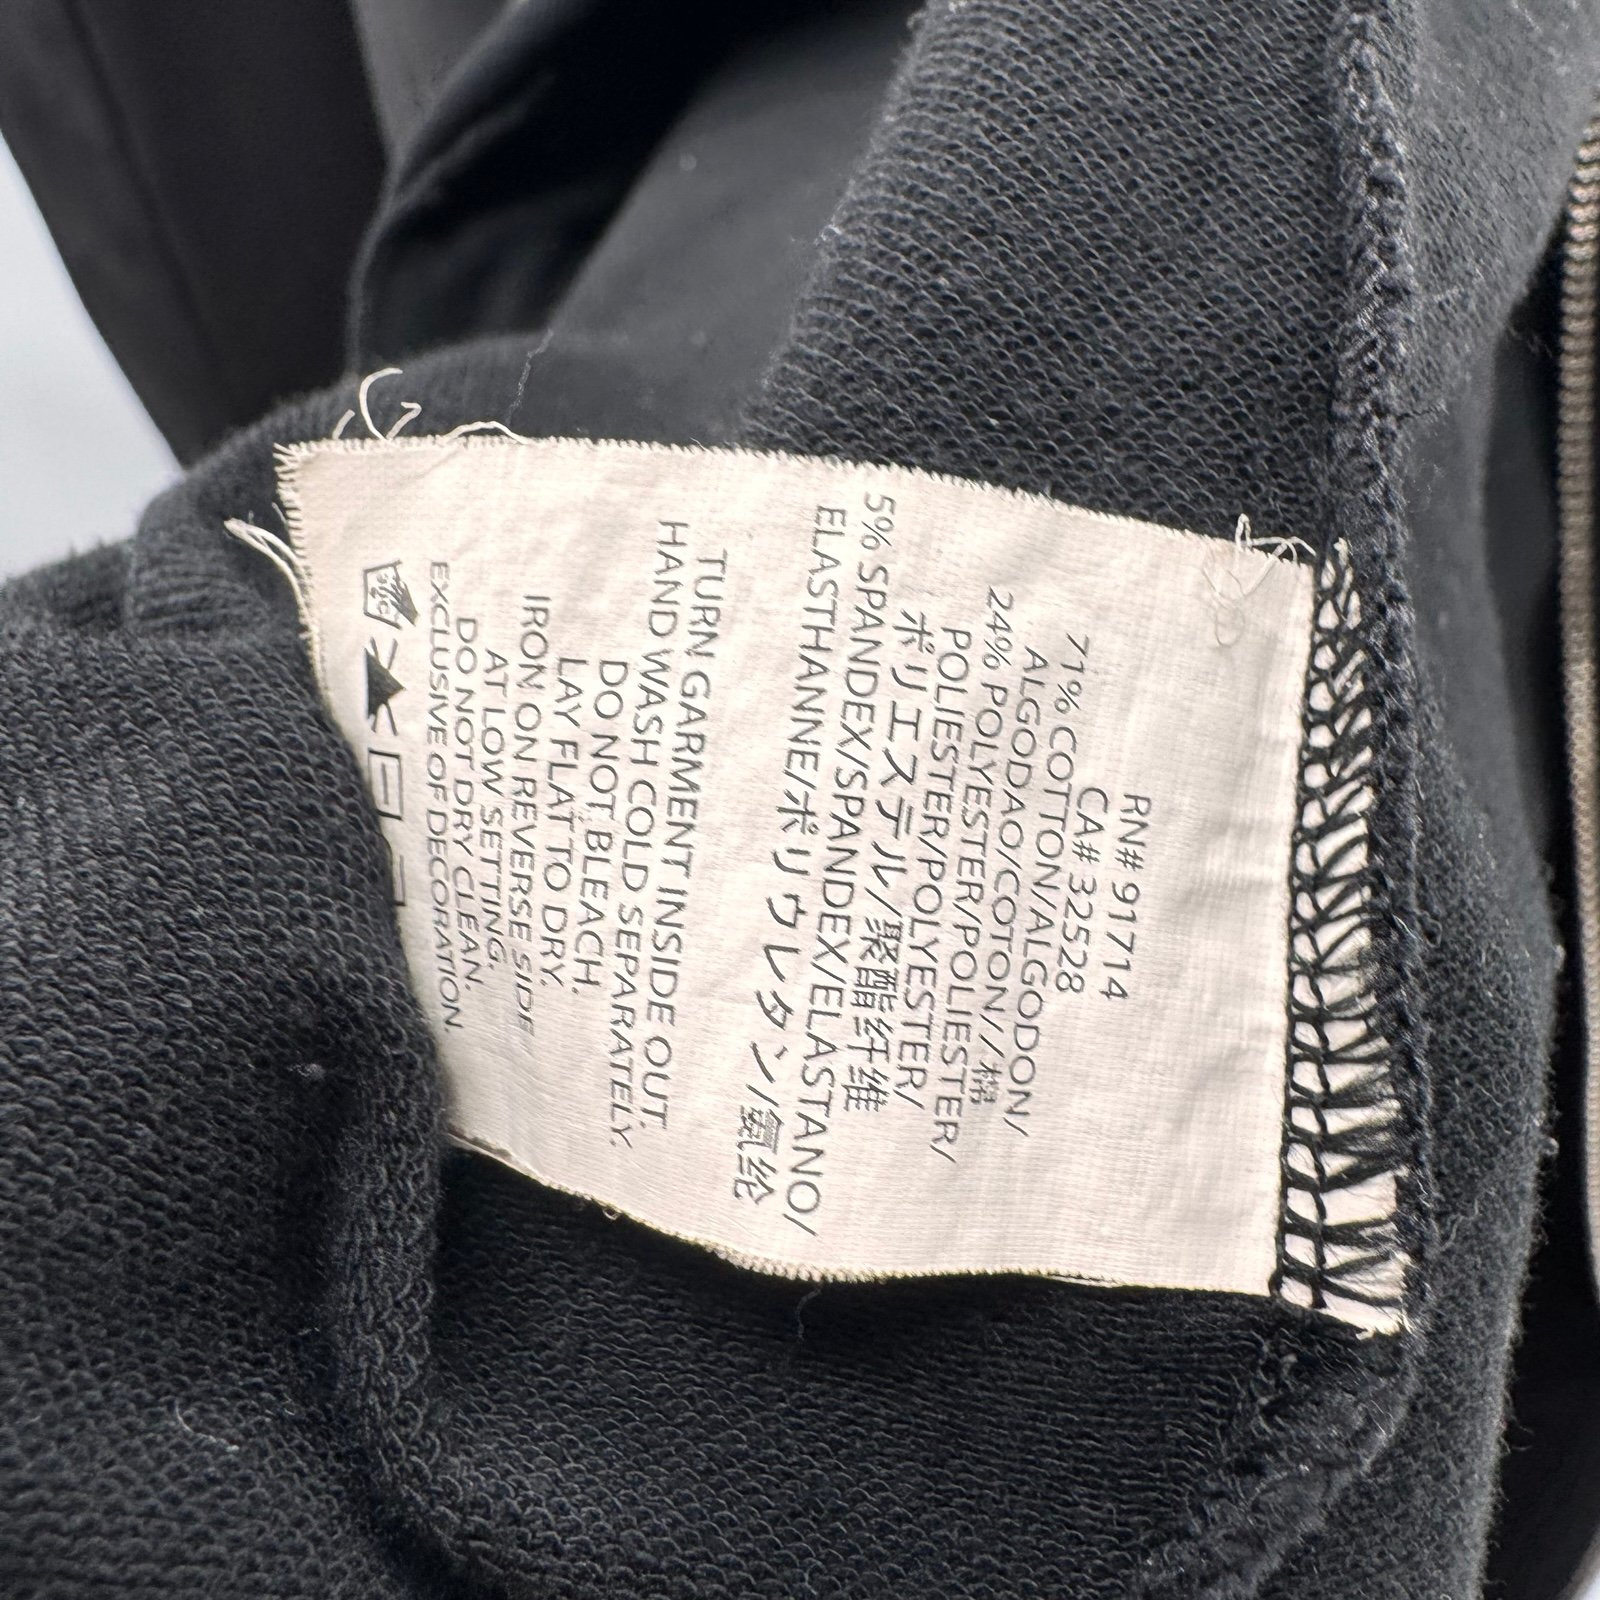 RN# 91714
CA# 32528
71% COTTON/ALGODON/
ALGODAO/COTON//棉
24% POLYESTER/POLIESTER/
POLIESTER/POLYESTER/
ポリエステル/聚酯纤维
5% SPANDEX/SPANDEX/ELASTANO/
ELASTHANNE/ポリウレタン/氨纶
TURN GARMENT INSIDE OUT.
HAND WASH COLD SEPARATELY.
DO NOT BLEACH.
LAY FLAT TO DRY.
IRON ON REVERSE SIDE
AT LOW SETTING.
DO NOT DRY CLEAN.
EXCLUSIVE OF DECORATION.